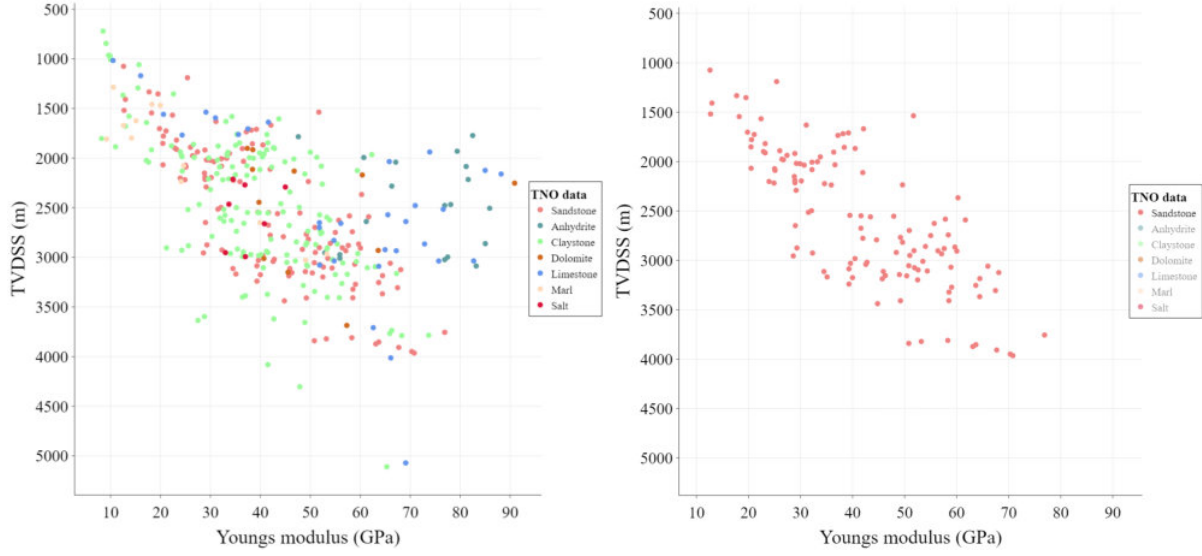 500
1000
1500
2000
2500
3000
3500
4000
4500
5000
TVDSS (m)
10 20 30 40 50 60 70 80 90
Youngs modulus (GPa)
TNO data
Sandstone
Anhydrite
Claystone
Dolomite
Limestone
Marl
Salt
500
1000
1500
2000
2500
3000
3500
4000
4500
5000
TVDSS (m)
10 20 30 40 50 60 70 80 90
Youngs modulus (GPa)
TNO data
Sandstone
Anhydrite
Claystone
Dolomite
Limestone
Marl
Salt